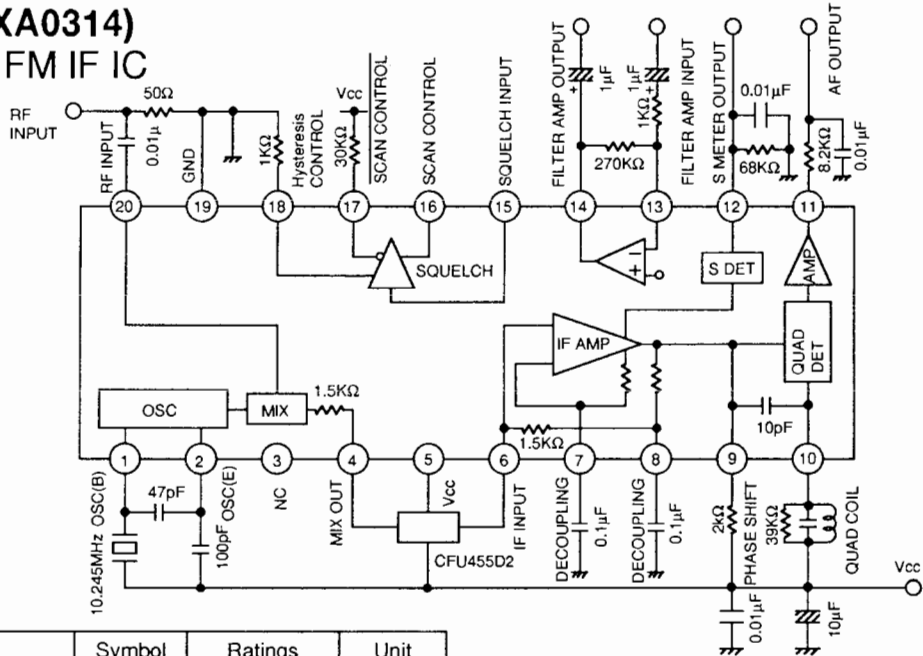 XA0314)
FM IF IC
RF INPUT
50Ω
0.01µ
RF INPUT
GND
1KΩ
Hysteresis CONTROL
Vcc
30KΩ
SCAN CONTROL
SCAN CONTROL
SQUELCH INPUT
FILTER AMP OUTPUT
1µF
+
1µF
+
1KΩ
270KΩ
FILTER AMP INPUT
S METER OUTPUT
0.01µF
68KΩ
AF OUTPUT
8.2KΩ
0.01µF
20
19
18
17
16
15
14
13
12
11
SQUELCH
+
−
S DET
AMP
IF AMP
QUAD DET
OSC
MIX
1.5KΩ
1.5KΩ
10pF
1
2
3
4
5
6
7
8
9
10
10.245MHz OSC(B)
47pF
OSC(E)
100pF
NC
MIX OUT
Vcc
CFU455D2
IF INPUT
DECOUPLING
0.1µF
DECOUPLING
0.1µF
2kΩ
PHASE SHIFT
39KΩ
QUAD COIL
Vcc
0.01µF
10µF
Symbol
Ratings
Unit